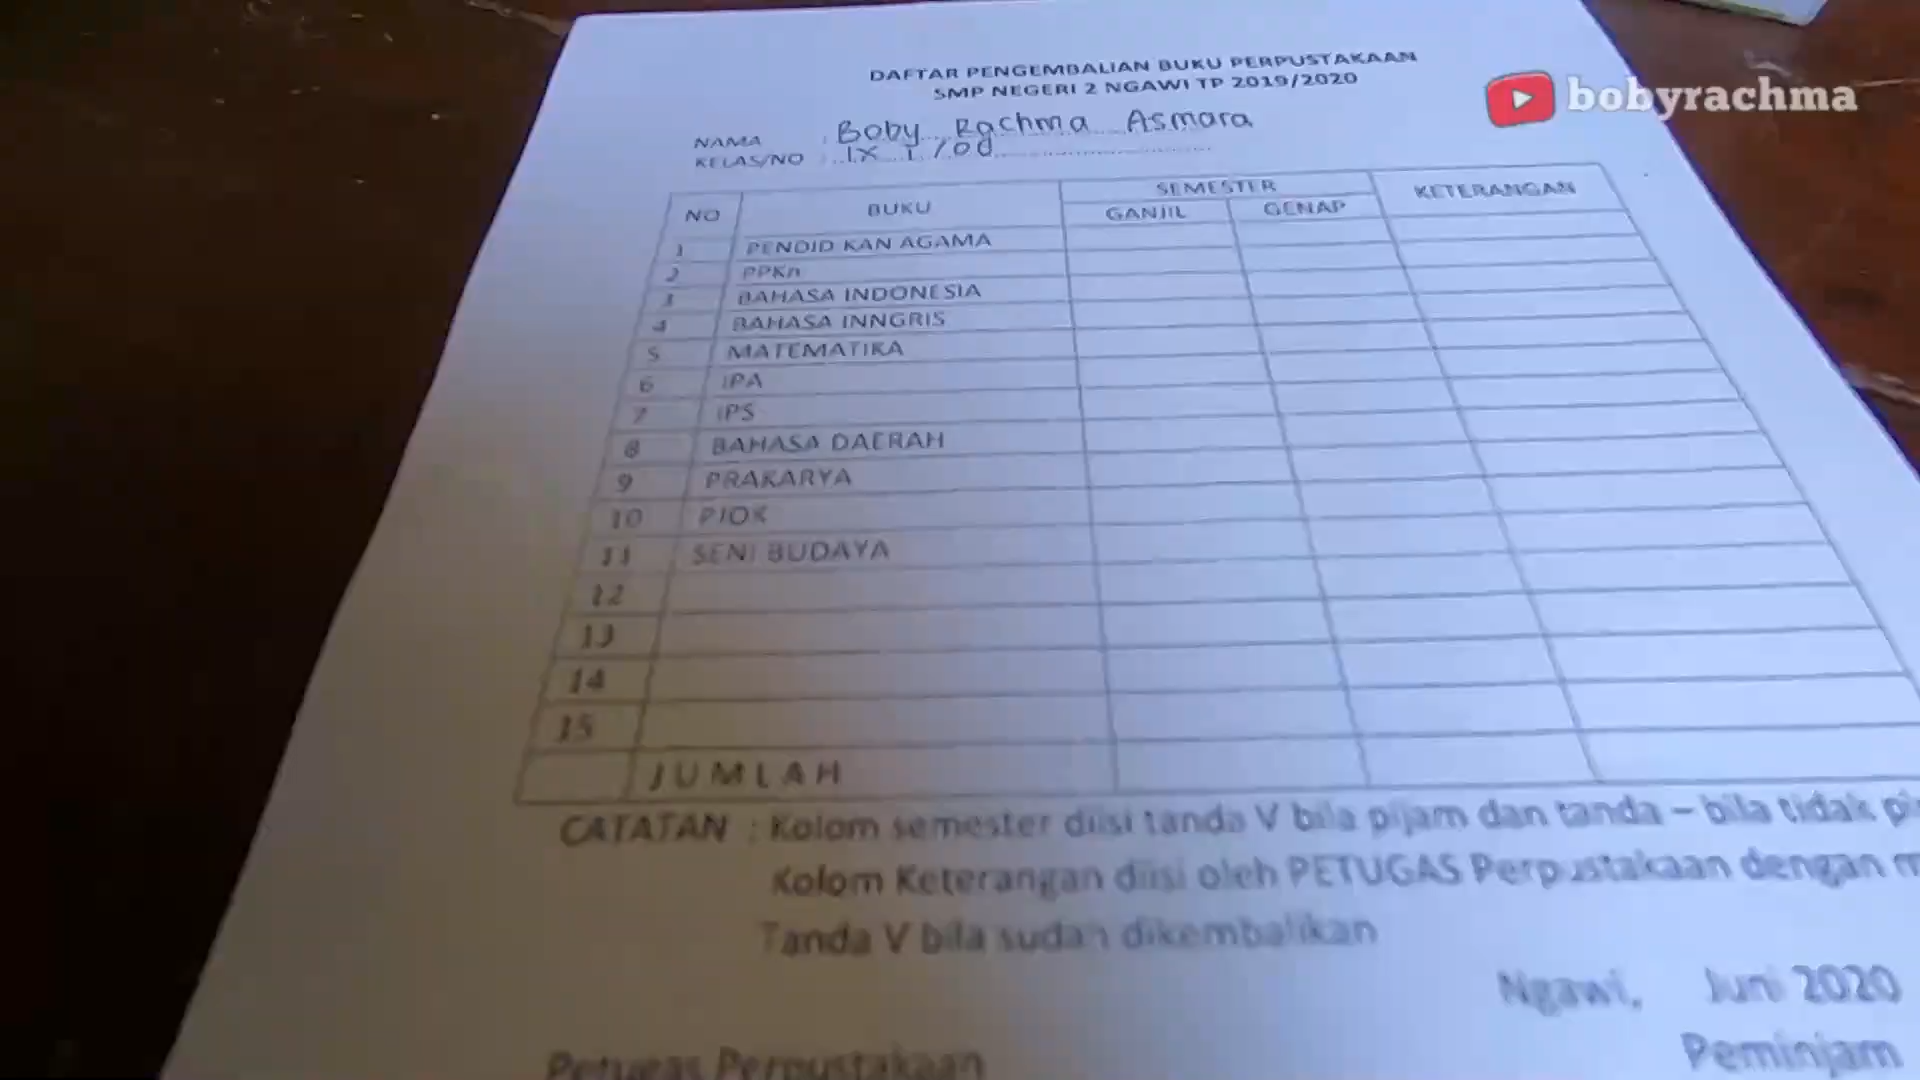 DAFTAR PENGEMBALIAN BUKU PERPUSTAKAAN
SMP NEGERI 2 NGAWI TP 2019/2020
bobyrachma
NAMA : Boby Rachma Asmara
KELAS/NO : IX I /08
NO BUKU SEMESTER KETERANGAN
GANJIL GENAP
1 PENDID KAN AGAMA
2 PPKn
3 BAHASA INDONESIA
4 BAHASA INNGRIS
5 MATEMATIKA
6 IPA
7 IPS
8 BAHASA DAERAH
9 PRAKARYA
10 PJOK
11 SENI BUDAYA
12
13
14
15
JUMLAH
CATATAN : Kolom semester diisi tanda V bila pijam dan tanda – bila tidak
Kolom Keterangan diisi oleh PETUGAS Perpustakaan dengan
Tanda V bila sudah dikembalikan
Ngawi, Juni 2020
Petugas Perpustakaan Peminjam